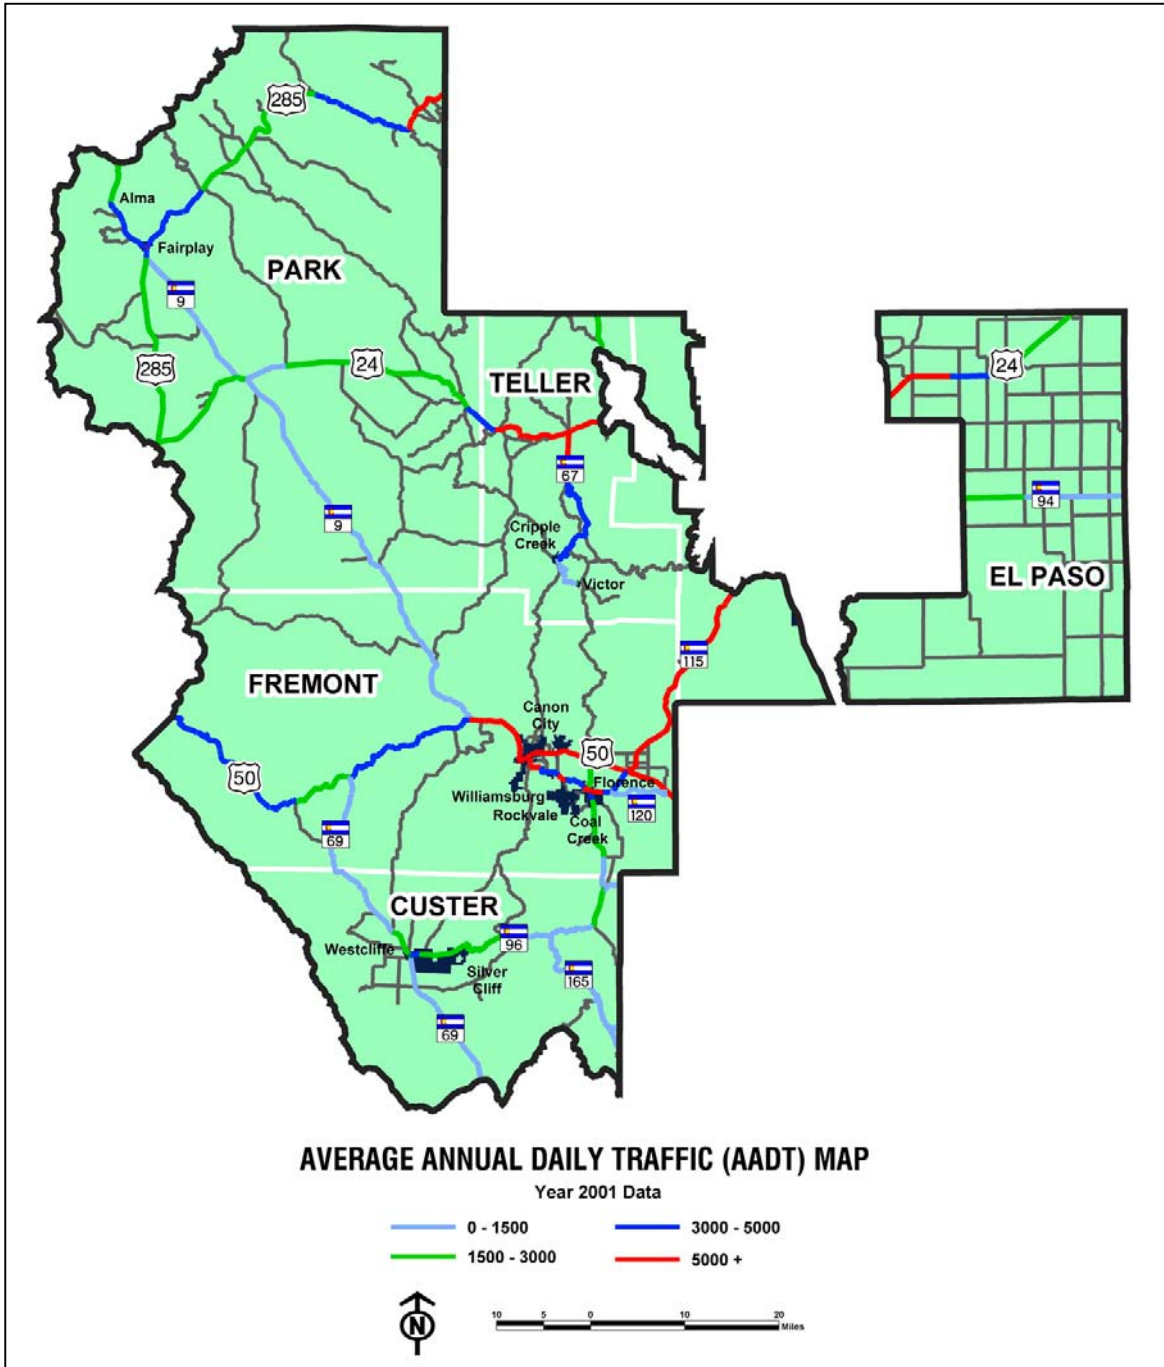 285
Alma
Fairplay
PARK
9
285
24
TELLER
24
67
9
94
Cripple
Creek
Victor
EL PASO
115
FREMONT
Canon
City
50
50
Florence
Williamsburg
Rockvale
120
Coal
Creek
69
CUSTER
96
Westcliffe
Silver
Cliff
165
69
AVERAGE ANNUAL DAILY TRAFFIC (AADT) MAP
Year 2001 Data
0 - 1500
3000 - 5000
1500 - 3000
5000 +
N
10 5 0 10 20
Miles